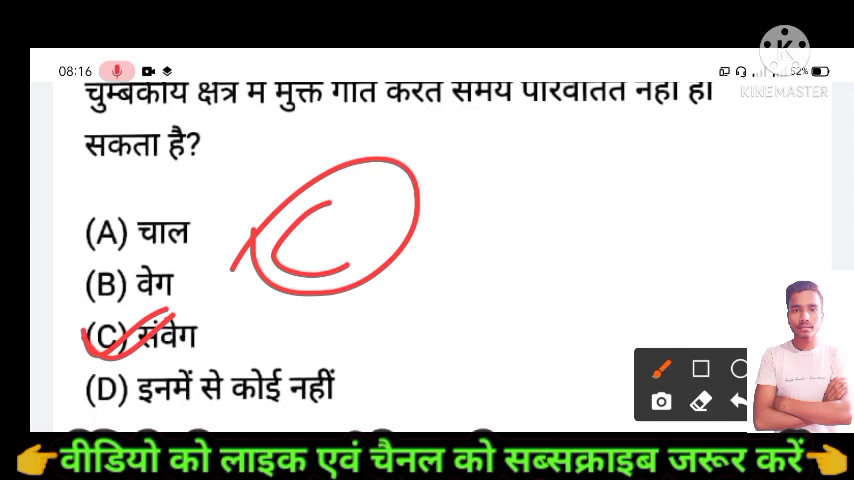 08:16
52%
KINEMASTER
चुम्बकीय क्षेत्र में मुक्त गति करते समय परिवर्तित नहीं हो
सकता है?
C
(A) चाल
(B) वेग
(C) संवेग
(D) इनमें से कोई नहीं
👉वीडियो को लाइक एवं चैनल को सब्सक्राइब जरूर करें👈